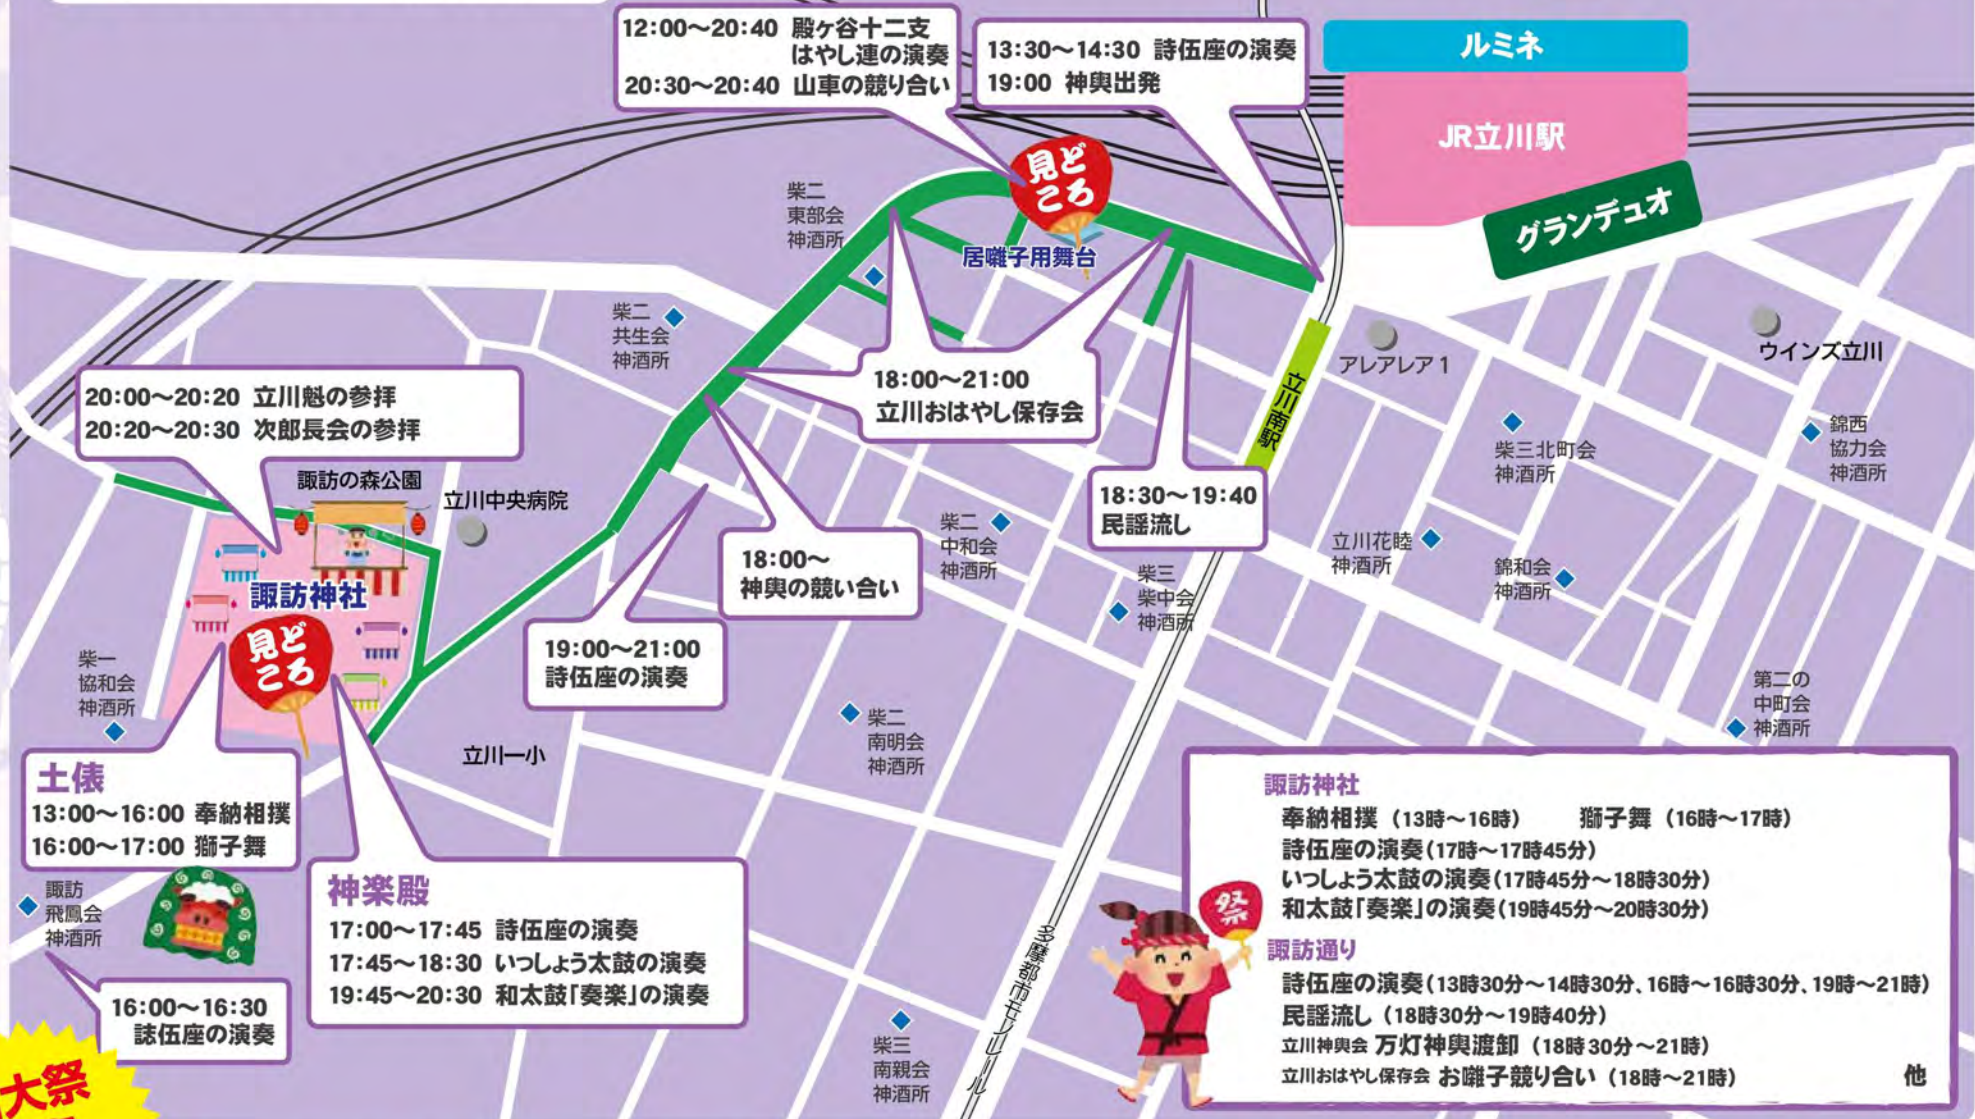 12:00～20:40 殿ヶ谷十二支
はやし連の演奏
20:30～20:40 山車の競り合い
13:30～14:30 詩伍座の演奏
19:00 神輿出発
ルミネ
JR立川駅
グランデュオ
見ど
ころ
居囃子用舞台
柴二
東部会
神酒所
柴二
共生会
神酒所
アレアレア1
ウインズ立川
立川南駅
18:00～21:00
立川おはやし保存会
20:00～20:20 立川魁の参拝
20:20～20:30 次郎長会の参拝
諏訪の森公園
立川中央病院
柴三北町会
神酒所
錦西
協力会
神酒所
18:30～19:40
民謡流し
18:00～
神輿の競い合い
柴二
中和会
神酒所
立川花睦
神酒所
錦和会
神酒所
柴三
柴中会
神酒所
諏訪神社
見ど
ころ
19:00～21:00
詩伍座の演奏
柴一
協和会
神酒所
柴二
南明会
神酒所
第二の
中町会
神酒所
立川一小
土俵
13:00～16:00 奉納相撲
16:00～17:00 獅子舞
神楽殿
17:00～17:45 詩伍座の演奏
17:45～18:30 いっしょう太鼓の演奏
19:45～20:30 和太鼓「奏楽」の演奏
諏訪
飛鳳会
神酒所
16:00～16:30
誌伍座の演奏
大祭
多摩都市モノレール
柴三
南親会
神酒所
祭
諏訪神社
奉納相撲（13時～16時） 獅子舞（16時～17時）
詩伍座の演奏（17時～17時45分）
いっしょう太鼓の演奏（17時45分～18時30分）
和太鼓「奏楽」の演奏（19時45分～20時30分）
諏訪通り
詩伍座の演奏（13時30分～14時30分、16時～16時30分、19時～21時）
民謡流し（18時30分～19時40分）
立川神輿会 万灯神輿渡御（18時30分～21時）
立川おはやし保存会 お囃子競り合い（18時～21時） 他